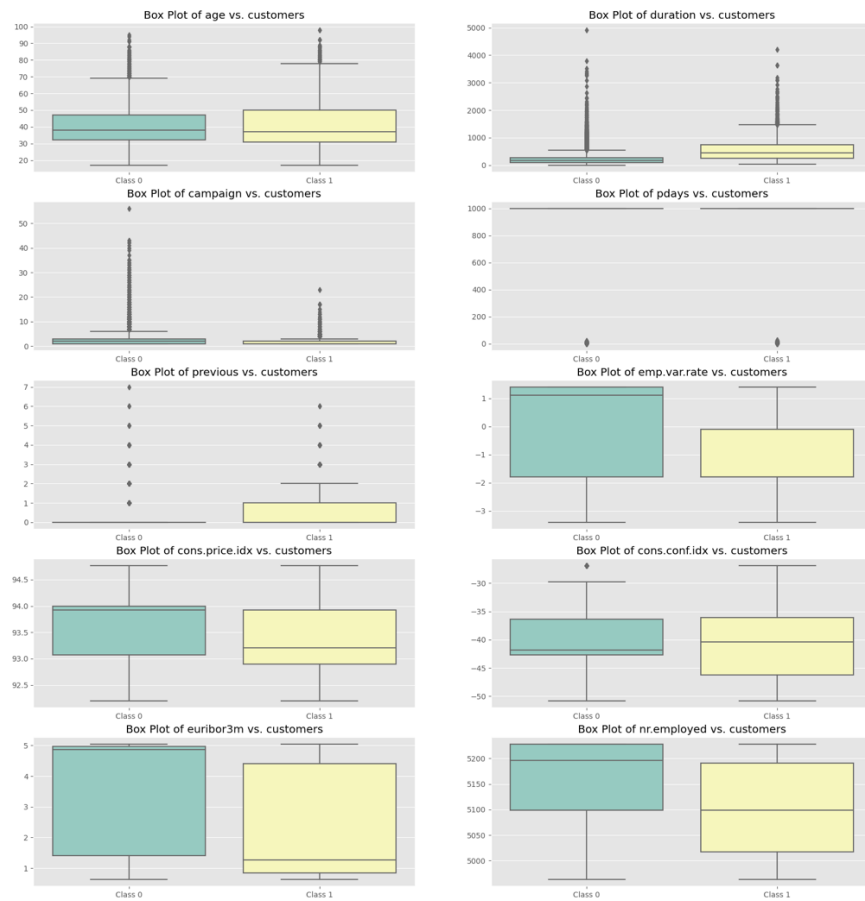 Box Plot of age vs. customers
100
90
80
70
60
50
40
30
20
Class 0
Class 1
Box Plot of duration vs. customers
5000
4000
3000
2000
1000
0
Class 0
Class 1
Box Plot of campaign vs. customers
50
40
30
20
10
0
Class 0
Class 1
Box Plot of pdays vs. customers
1000
800
600
400
200
0
Class 0
Class 1
Box Plot of previous vs. customers
7
6
5
4
3
2
1
0
Class 0
Class 1
Box Plot of emp.var.rate vs. customers
1
0
−1
−2
−3
Class 0
Class 1
Box Plot of cons.price.idx vs. customers
94.5
94.0
93.5
93.0
92.5
Class 0
Class 1
Box Plot of cons.conf.idx vs. customers
−30
−35
−40
−45
−50
Class 0
Class 1
Box Plot of euribor3m vs. customers
5
4
3
2
1
Class 0
Class 1
Box Plot of nr.employed vs. customers
5200
5150
5100
5050
5000
Class 0
Class 1